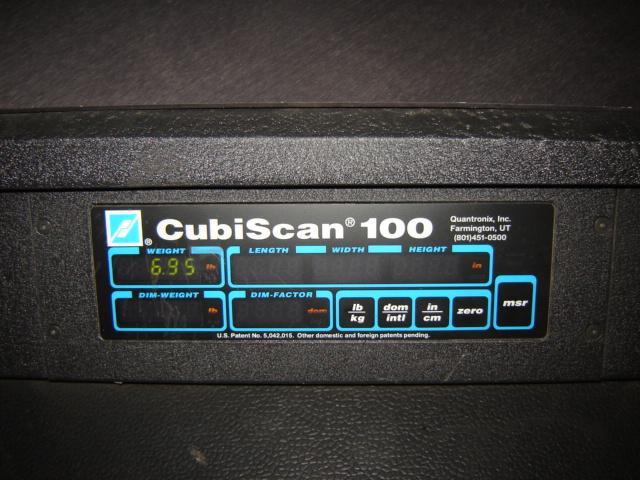 CubiScan® 100
Quantronix, Inc.
Farmington, UT
(801)451-0500
®
WEIGHT LENGTH WIDTH HEIGHT
6.95 lb in
DIM-WEIGHT DIM-FACTOR
lb dom
lb
kg
dom
intl
in
cm
zero
msr
U.S. Patent No. 5,042,015. Other domestic and foreign patents pending.